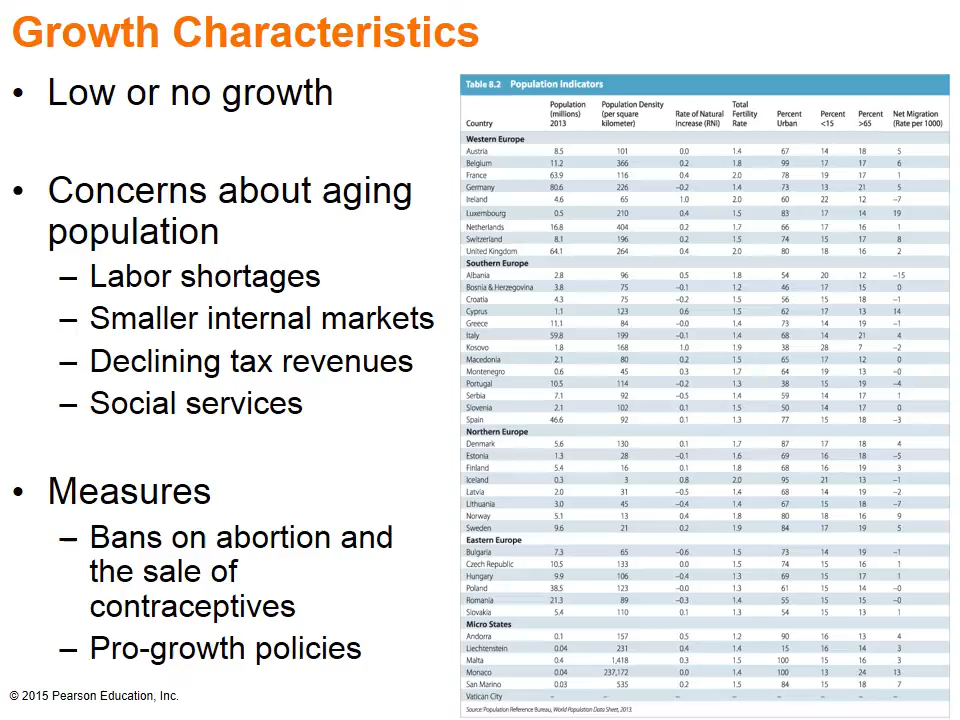 Growth Characteristics
• Low or no growth
• Concerns about aging
population
– Labor shortages
– Smaller internal markets
– Declining tax revenues
– Social services
• Measures
– Bans on abortion and
the sale of
contraceptives
– Pro-growth policies
© 2015 Pearson Education, Inc.
Table 8.2 Population Indicators
Country Population (millions) 2013 Population Density (per square kilometer) Rate of Natural Increase (RNI) Total Fertility Rate Percent Urban Percent <15 Percent >65 Net Migration (Rate per 1000)
Western Europe
Austria 8.5 101 0.0 1.4 67 14 18 5
Belgium 11.2 366 0.2 1.8 99 17 17 6
France 63.9 116 0.4 2.0 78 19 17 1
Germany 80.6 226 –0.2 1.4 73 13 21 5
Ireland 4.6 65 1.0 2.0 60 22 12 –7
Luxembourg 0.5 210 0.4 1.5 83 17 14 19
Netherlands 16.8 404 0.2 1.7 66 17 16 1
Switzerland 8.1 196 0.2 1.5 74 15 17 8
United Kingdom 64.1 264 0.4 2.0 80 18 16 2
Southern Europe
Albania 2.8 96 0.5 1.8 54 20 12 –15
Bosnia & Herzegovina 3.8 75 –0.1 1.2 46 17 15 0
Croatia 4.3 75 –0.2 1.5 56 15 18 –1
Cyprus 1.1 123 0.6 1.5 62 17 13 14
Greece 11.1 84 –0.0 1.4 73 14 19 –1
Italy 59.8 199 –0.1 1.4 68 14 21 4
Kosovo 1.8 168 1.0 1.9 38 28 7 –2
Macedonia 2.1 80 0.2 1.5 65 17 12 0
Montenegro 0.6 45 0.3 1.7 64 19 13 –0
Portugal 10.5 114 –0.2 1.3 38 15 19 –4
Serbia 7.1 92 –0.5 1.4 59 14 17 1
Slovenia 2.1 102 0.1 1.5 50 14 17 0
Spain 46.6 92 0.1 1.3 77 15 18 –3
Northern Europe
Denmark 5.6 130 0.1 1.7 87 17 18 4
Estonia 1.3 28 –0.1 1.6 69 16 18 –5
Finland 5.4 16 0.1 1.8 68 16 19 3
Iceland 0.3 3 0.8 2.0 95 21 13 –1
Latvia 2.0 31 –0.5 1.4 68 14 19 –2
Lithuania 3.0 45 –0.4 1.4 67 15 18 –7
Norway 5.1 13 0.4 1.8 80 18 16 9
Sweden 9.6 21 0.2 1.9 84 17 19 5
Eastern Europe
Bulgaria 7.3 65 –0.6 1.5 73 14 19 –1
Czech Republic 10.5 133 0.0 1.5 74 15 16 1
Hungary 9.9 106 –0.4 1.3 69 15 17 1
Poland 38.5 123 –0.0 1.3 61 15 14 –0
Romania 21.3 89 –0.3 1.4 55 15 15 –0
Slovakia 5.4 110 0.1 1.3 54 15 13 1
Micro States
Andorra 0.1 157 0.5 1.2 90 16 13 4
Liechtenstein 0.04 231 0.4 1.4 15 16 14 3
Malta 0.4 1,418 0.3 1.5 100 15 16 3
Monaco 0.04 237,172 0.0 1.4 100 13 24 13
San Marino 0.03 535 0.2 1.5 84 15 18 7
Vatican City – – – – – – – –
Source: Population Reference Bureau, World Population Data Sheet, 2013.